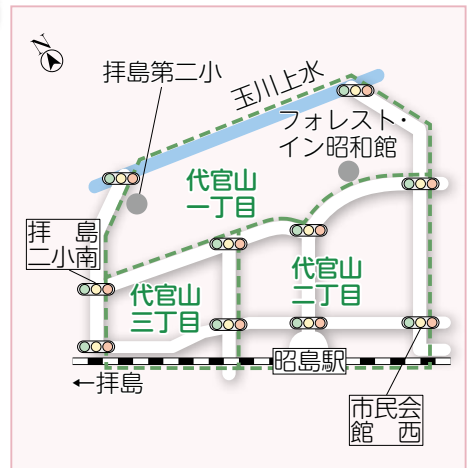 N
拝島第二小
玉川上水
フォレスト・
イン昭和館
代官山
一丁目
拝島
二小南
代官山
二丁目
代官山
三丁目
昭島駅
←拝島
市民会
館西